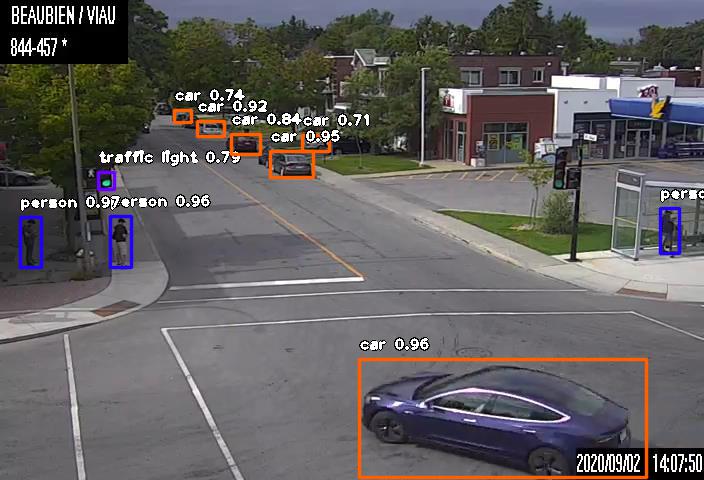 BEAUBIEN / VIAU
844-457 *
car 0.74
car 0.92
car 0.84
car 0.71
car 0.95
traffic light 0.79
person 0.97
person 0.96
perso
car 0.96
2020/09/02 14:07:50